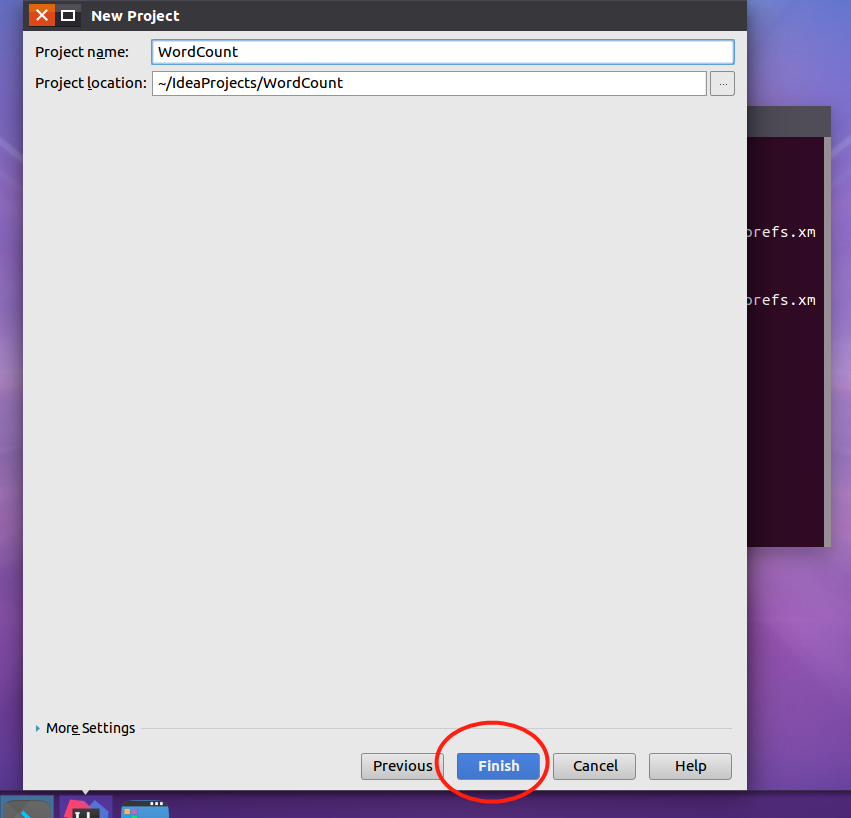 New Project
Project name: WordCount
Project location: ~/IdeaProjects/WordCount ...
prefs.xm
prefs.xm
More Settings
Previous Finish Cancel Help
IJ